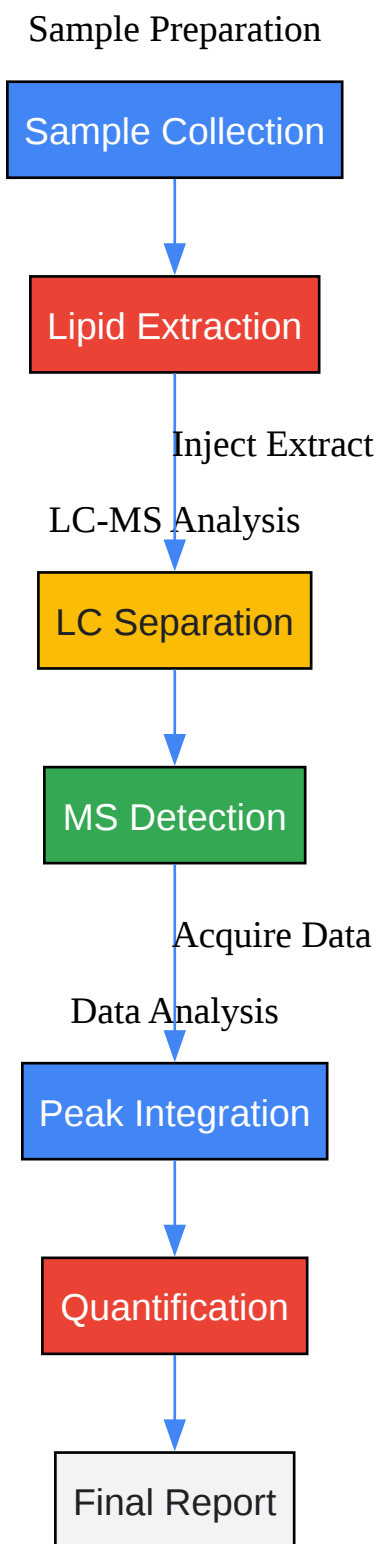 Sample Preparation
Sample Collection
Lipid Extraction
Inject Extract
LC-MS Analysis
LC Separation
MS Detection
Acquire Data
Data Analysis
Peak Integration
Quantification
Final Report